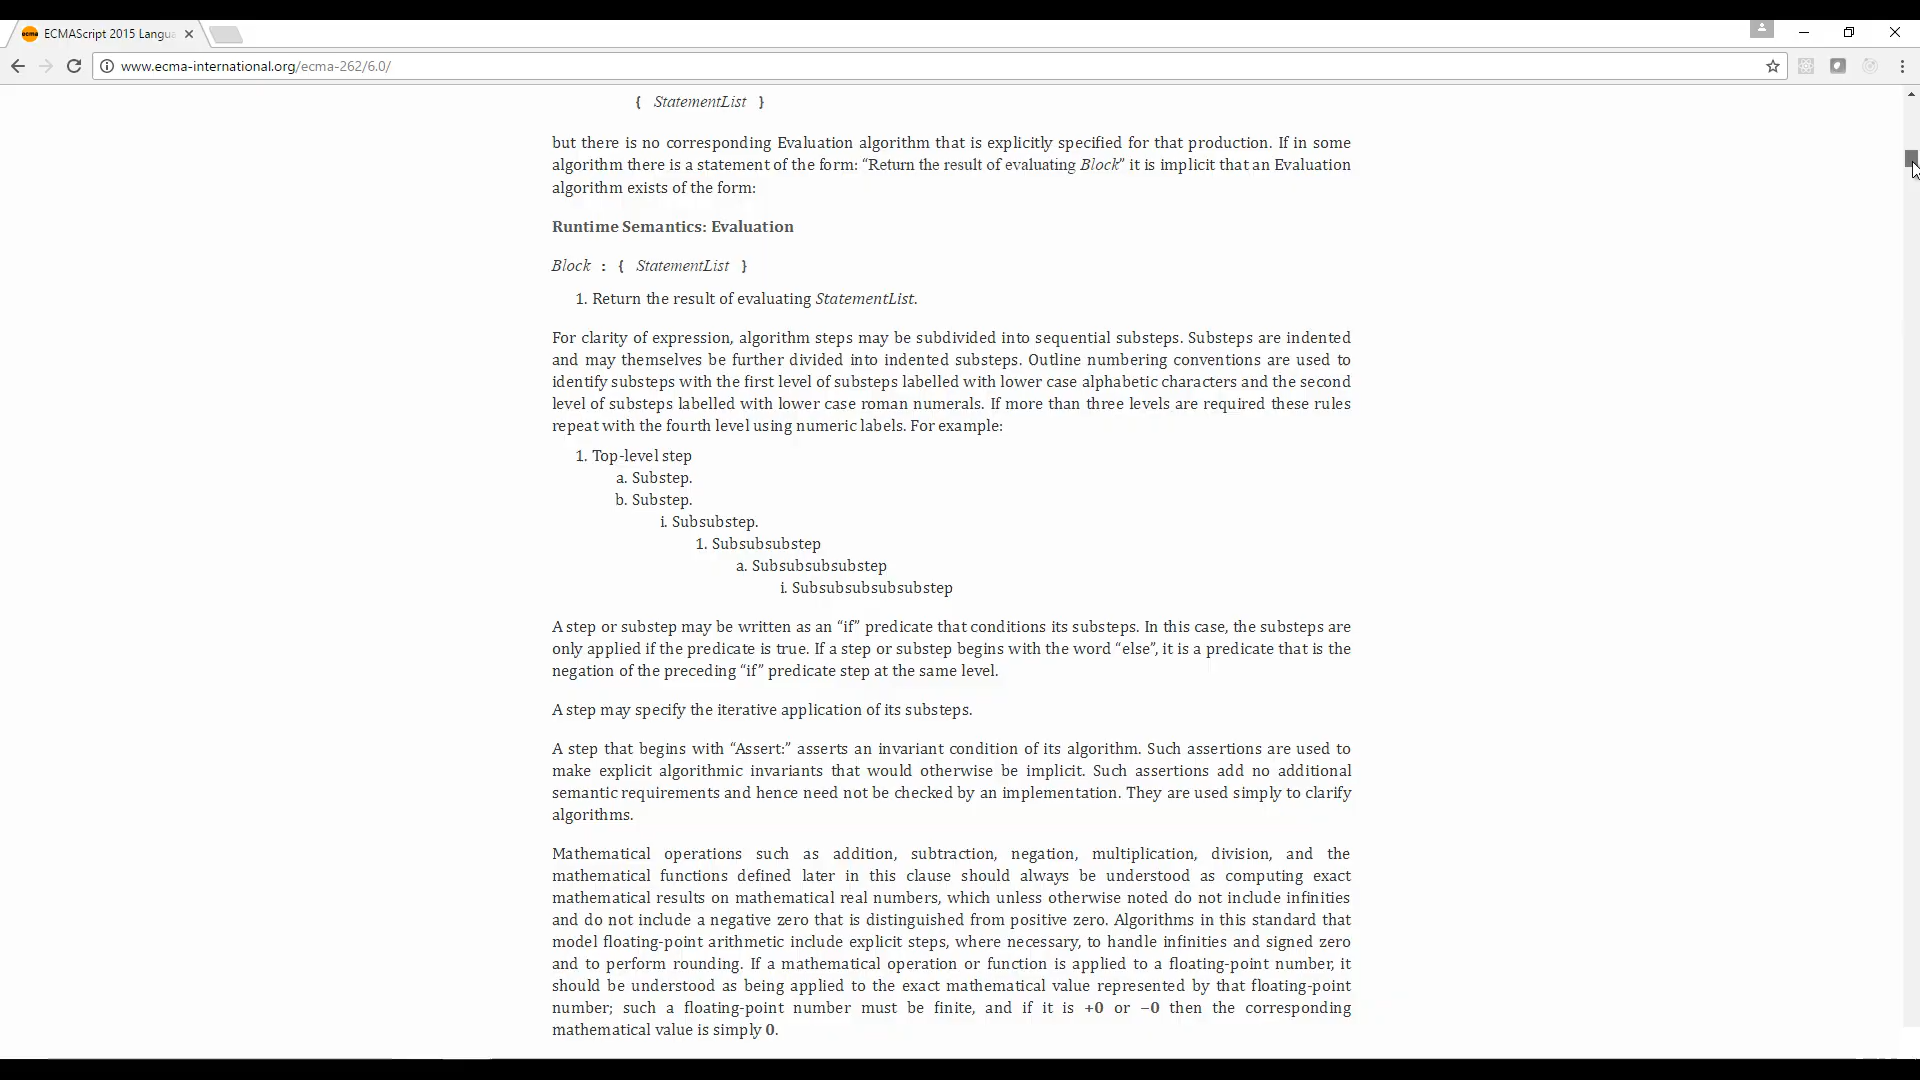 ECMAScript 2015 Langu
www.ecma-international.org/ecma-262/6.0/
{ StatementList }
but there is no corresponding Evaluation algorithm that is explicitly specified for that production. If in some
algorithm there is a statement of the form: “Return the result of evaluating Block” it is implicit that an Evaluation
algorithm exists of the form:
Runtime Semantics: Evaluation
Block : { StatementList }
1. Return the result of evaluating StatementList.
For clarity of expression, algorithm steps may be subdivided into sequential substeps. Substeps are indented
and may themselves be further divided into indented substeps. Outline numbering conventions are used to
identify substeps with the first level of substeps labelled with lower case alphabetic characters and the second
level of substeps labelled with lower case roman numerals. If more than three levels are required these rules
repeat with the fourth level using numeric labels. For example:
1. Top-level step
a. Substep.
b. Substep.
i. Subsubstep.
1. Subsubsubstep
a. Subsubsubsubstep
i. Subsubsubsubsubstep
A step or substep may be written as an “if” predicate that conditions its substeps. In this case, the substeps are
only applied if the predicate is true. If a step or substep begins with the word “else”, it is a predicate that is the
negation of the preceding “if” predicate step at the same level.
A step may specify the iterative application of its substeps.
A step that begins with “Assert:” asserts an invariant condition of its algorithm. Such assertions are used to
make explicit algorithmic invariants that would otherwise be implicit. Such assertions add no additional
semantic requirements and hence need not be checked by an implementation. They are used simply to clarify
algorithms.
Mathematical operations such as addition, subtraction, negation, multiplication, division, and the
mathematical functions defined later in this clause should always be understood as computing exact
mathematical results on mathematical real numbers, which unless otherwise noted do not include infinities
and do not include a negative zero that is distinguished from positive zero. Algorithms in this standard that
model floating-point arithmetic include explicit steps, where necessary, to handle infinities and signed zero
and to perform rounding. If a mathematical operation or function is applied to a floating-point number, it
should be understood as being applied to the exact mathematical value represented by that floating-point
number; such a floating-point number must be finite, and if it is +0 or −0 then the corresponding
mathematical value is simply 0.